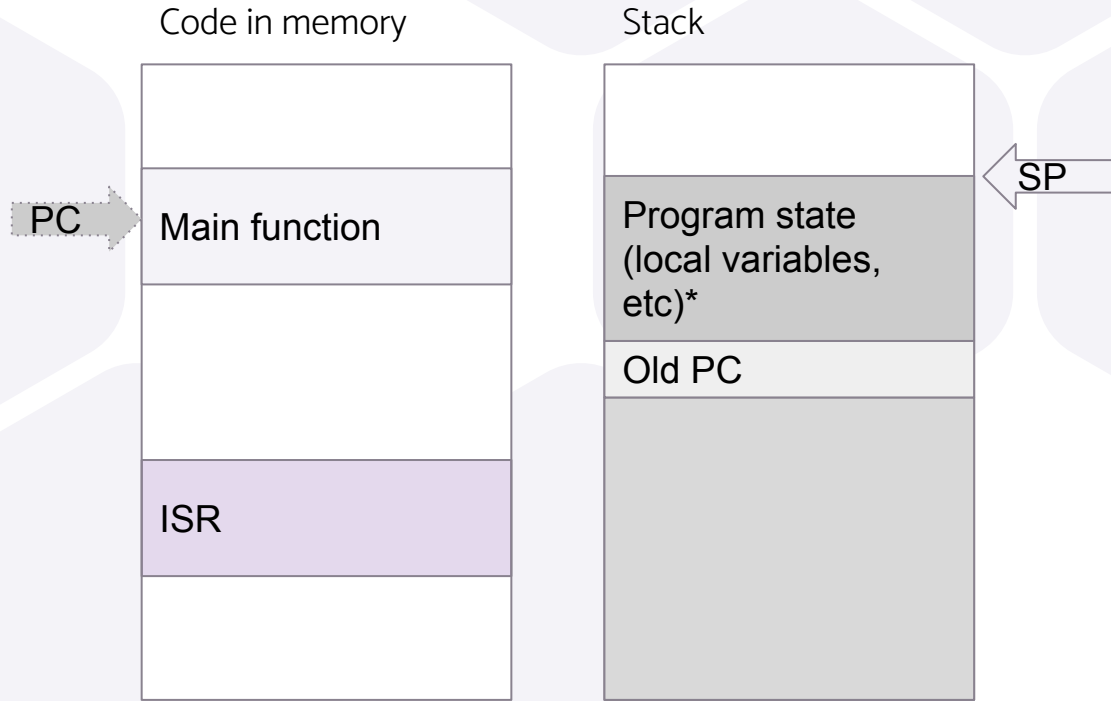 Code in memory
Stack
PC
Main function
SP
Program state
(local variables,
etc)*
Old PC
ISR